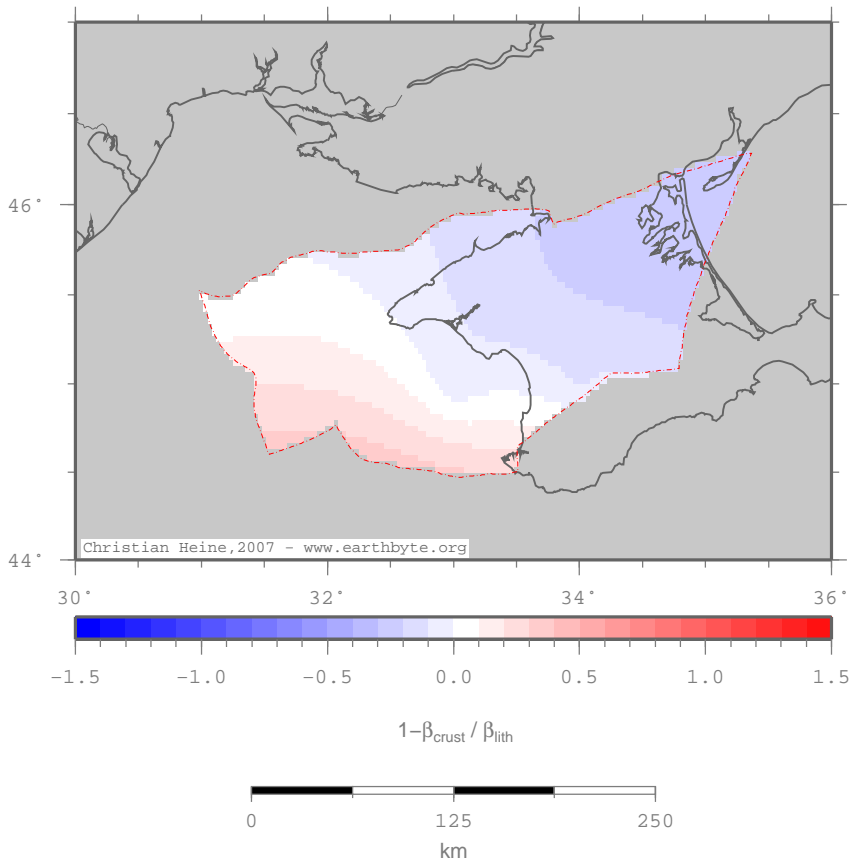 46°
44°
Christian Heine,2007 - www.earthbyte.org
30° 32° 34° 36°
−1.5 −1.0 −0.5 0.0 0.5 1.0 1.5
1−βcrust / βlith
0 125 250
km